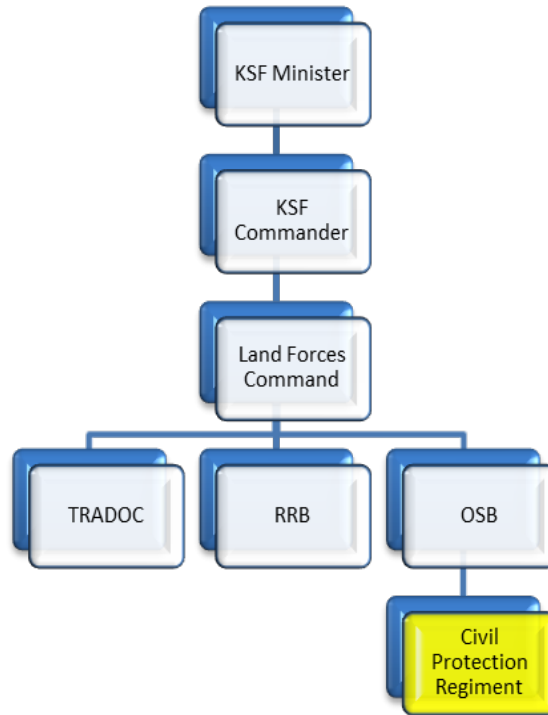 KSF Minister
KSF
Commander
Land Forces
Command
TRADOC
RRB
OSB
Civil
Protection
Regiment